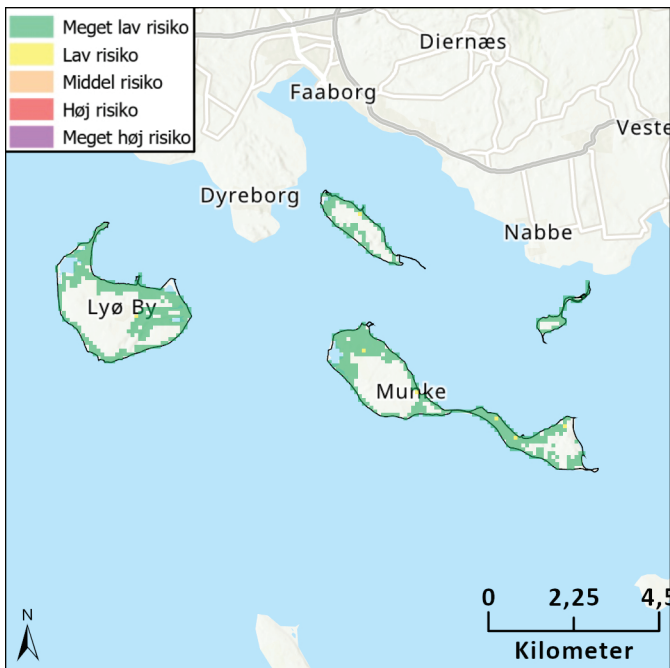 Meget lav risiko
Lav risiko
Middel risiko
Høj risiko
Meget høj risiko
Diernæs
Faaborg
Veste
Dyreborg
Nabbe
Lyø By
Munke
N
0 2,25 4,5
Kilometer